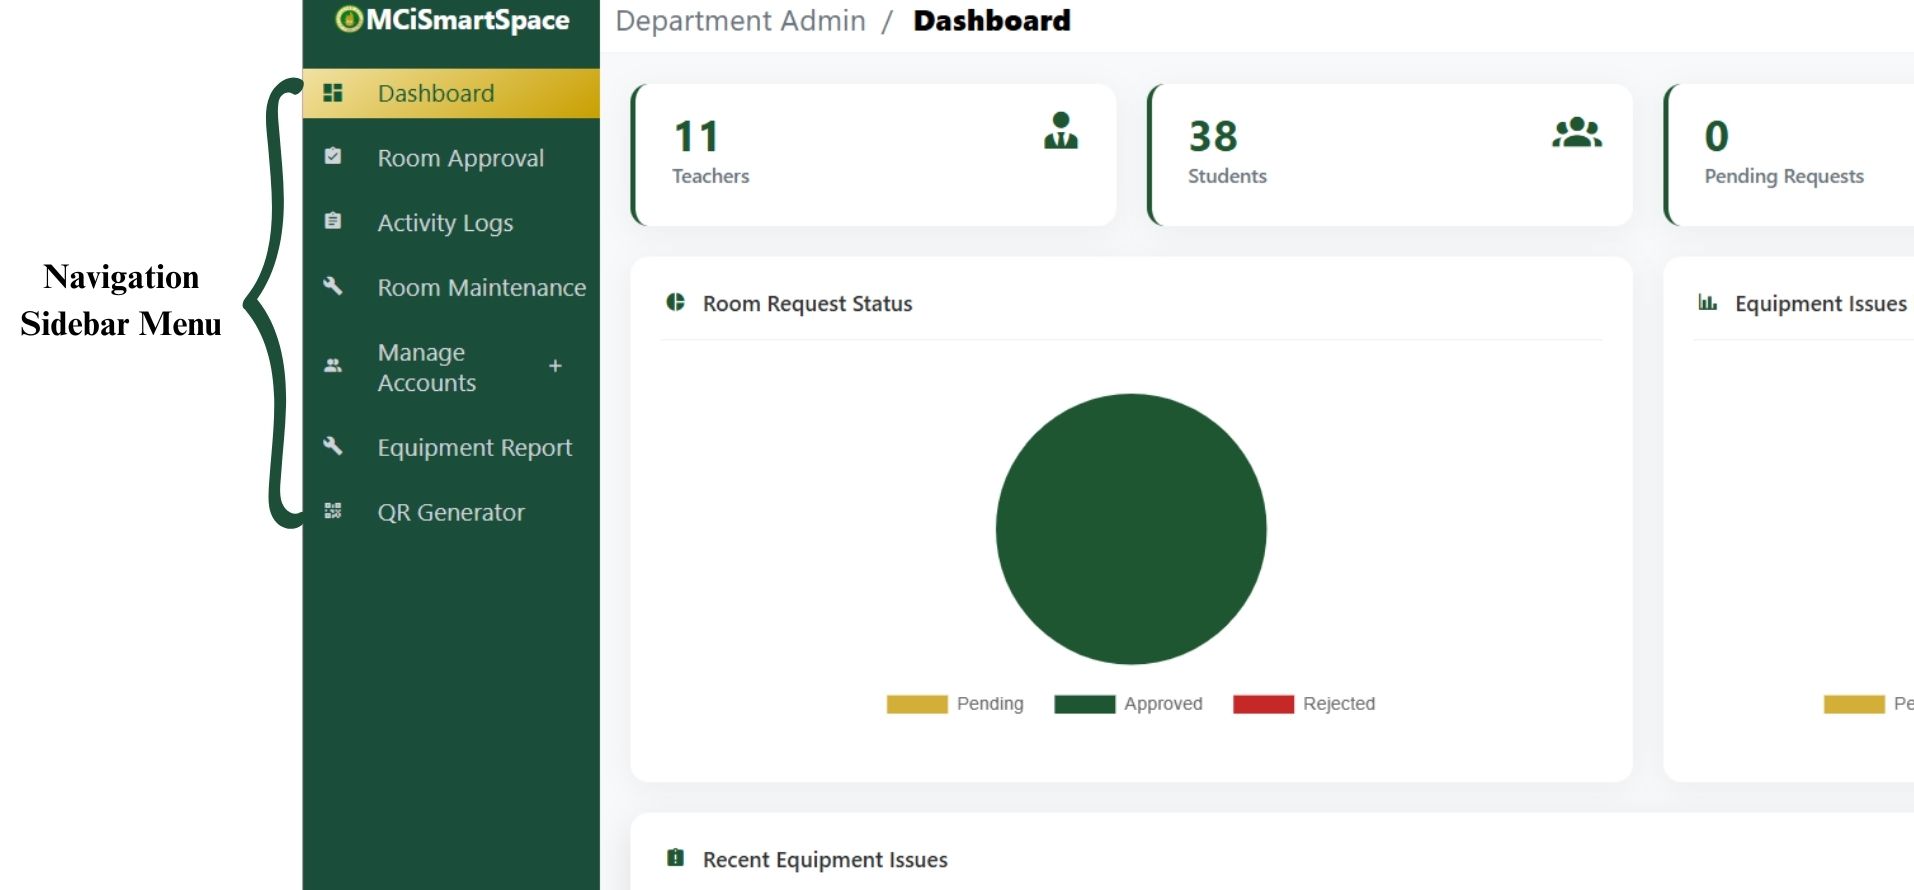 MCiSmartSpace
Department Admin / Dashboard
Navigation
Sidebar Menu
Dashboard
Room Approval
Activity Logs
Room Maintenance
Manage
Accounts +
Equipment Report
QR Generator
11
Teachers
38
Students
0
Pending Requests
Room Request Status
Pending Approved Rejected
Equipment Issues
Pe
Recent Equipment Issues